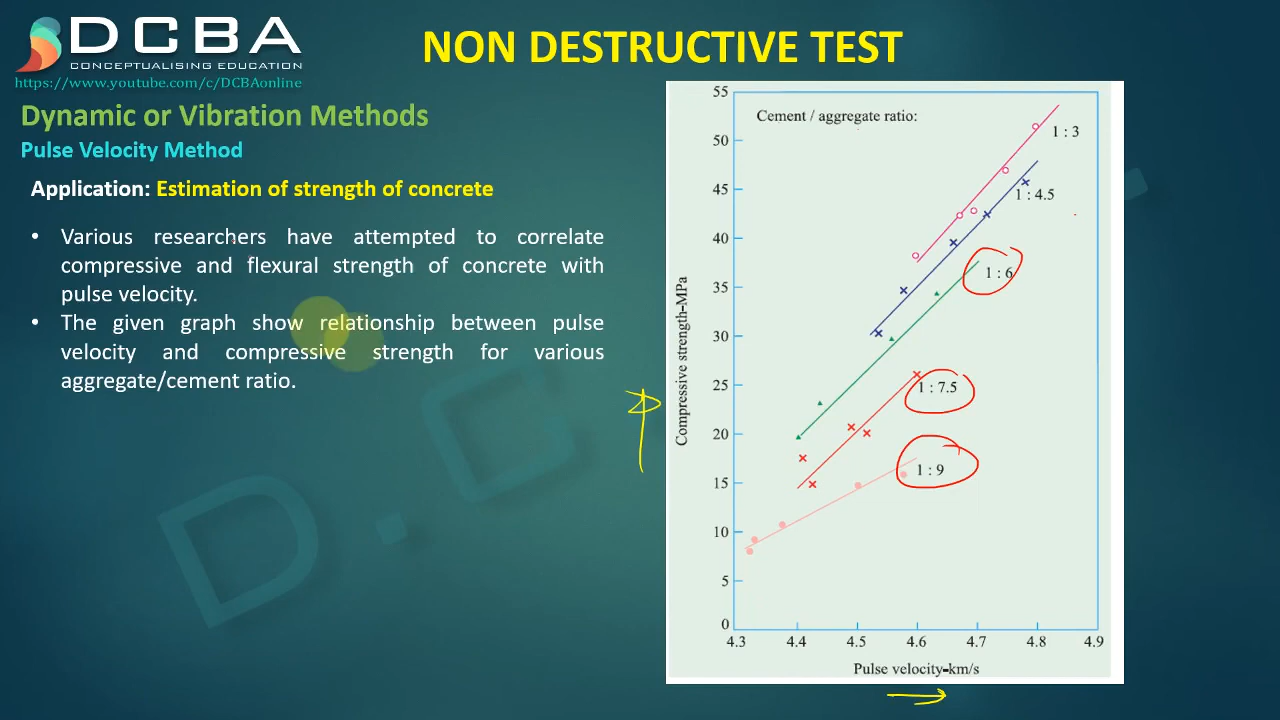 DCBA
CONCEPTUALISING EDUCATION
https://www.youtube.com/c/DCBAonline
NON DESTRUCTIVE TEST
Dynamic or Vibration Methods
Pulse Velocity Method
Application: Estimation of strength of concrete
• Various researchers have attempted to correlate
compressive and flexural strength of concrete with
pulse velocity.
• The given graph show relationship between pulse
velocity and compressive strength for various
aggregate/cement ratio.
Cement / aggregate ratio:
1 : 3
1 : 4.5
1 : 6
1 : 7.5
1 : 9
Compressive strength-MPa
55
50
45
40
35
30
25
20
15
10
5
0
4.3 4.4 4.5 4.6 4.7 4.8 4.9
Pulse velocity-km/s
D.C